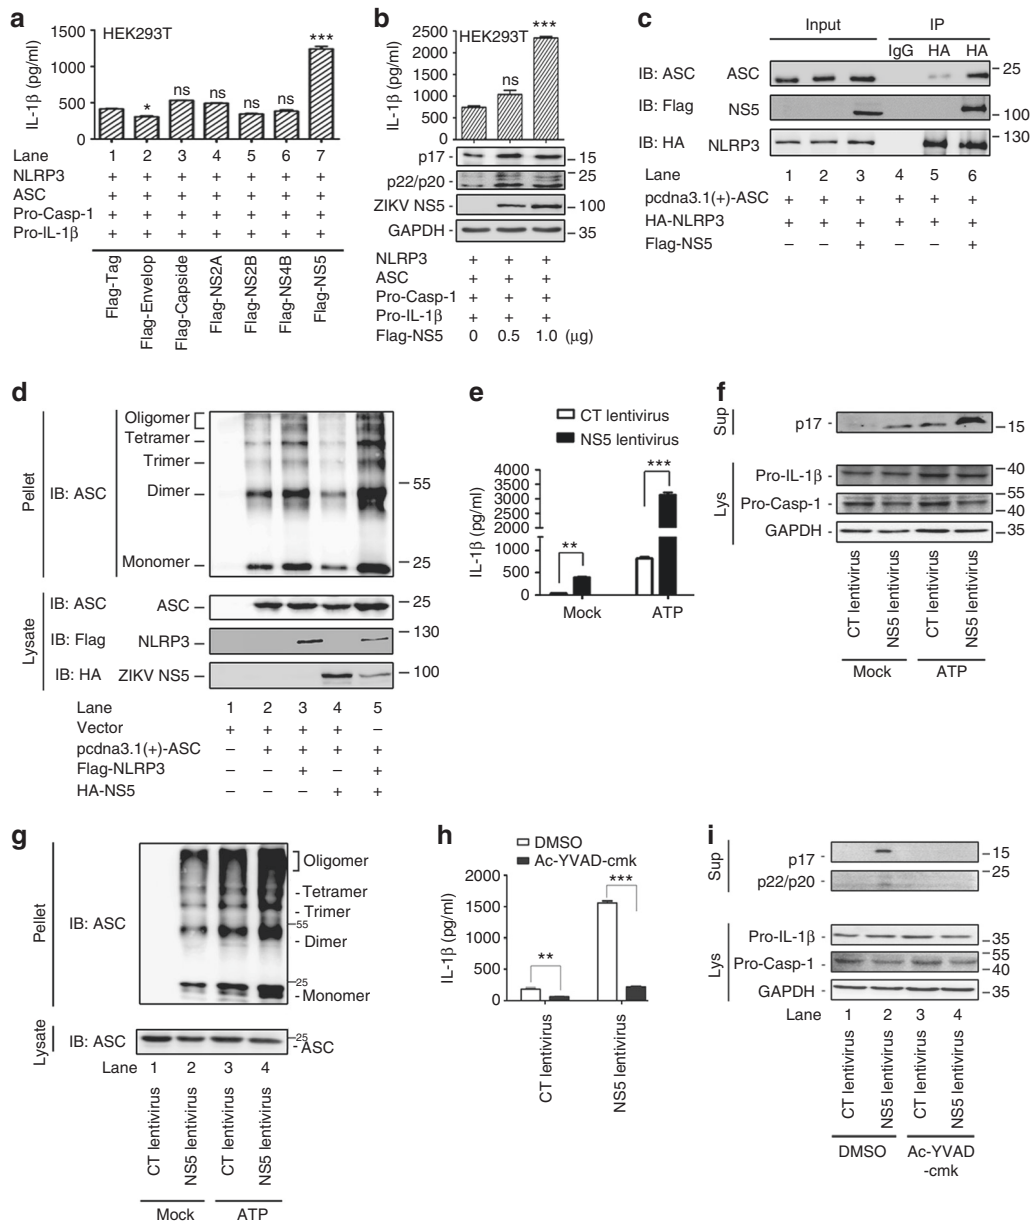 a
HEK293T
***
*
ns
ns
ns
ns
IL-1β (pg/ml)
1500
1000
500
0
Lane 1 2 3 4 5 6 7
NLRP3 + + + + + + +
ASC + + + + + + +
Pro-Casp-1 + + + + + + +
Pro-IL-1β + + + + + + +
Flag-Tag
Flag-Envelop
Flag-Capside
Flag-NS2A
Flag-NS2B
Flag-NS4B
Flag-NS5
b
HEK293T
***
ns
IL-1β (pg/ml)
2500
2000
1500
1000
500
0
p17 - 15
p22/p20 - 25
ZIKV NS5 - 100
GAPDH - 35
NLRP3 + + +
ASC + + +
Pro-Casp-1 + + +
Pro-IL-1β + + +
Flag-NS5 0 0.5 1.0 (μg)
c
Input IP
IgG HA HA
IB: ASC ASC 25
IB: Flag NS5 100
IB: HA NLRP3 130
Lane 1 2 3 4 5 6
pcdna3.1(+)-ASC + + + + + +
HA-NLRP3 + + + + + +
Flag-NS5 – – + – – +
d
Pellet
IB: ASC
Oligomer
Tetramer
Trimer
Dimer
Monomer
55
25
Lysate
IB: ASC ASC 25
IB: Flag NLRP3 130
IB: HA ZIKV NS5 100
Lane 1 2 3 4 5
Vector + + + + –
pcdna3.1(+)-ASC – + + + +
Flag-NLRP3 – – + – +
HA-NS5 – – – + +
e
CT lentivirus
NS5 lentivirus
IL-1β (pg/ml)
4000
3000
2000
1000
500
0
**
***
Mock ATP
f
Sup
p17 - 15
Lys
Pro-IL-1β - 40
Pro-Casp-1 - 55
40
GAPDH - 35
CT lentivirus
NS5 lentivirus
CT lentivirus
NS5 lentivirus
Mock ATP
g
Pellet
IB: ASC
Oligomer
Tetramer
Trimer
55
Dimer
25
Monomer
Lysate
IB: ASC 25 ASC
Lane 1 2 3 4
CT lentivirus
NS5 lentivirus
CT lentivirus
NS5 lentivirus
Mock ATP
h
DMSO
Ac-YVAD-cmk
IL-1β (pg/ml)
2000
1500
1000
500
0
**
***
CT lentivirus
NS5 lentivirus
i
Sup
p17 - 15
p22/p20 - 25
Lys
Pro-IL-1β - 35
Pro-Casp-1 - 55
40
GAPDH - 35
Lane 1 2 3 4
CT lentivirus
NS5 lentivirus
CT lentivirus
NS5 lentivirus
DMSO Ac-YVAD
-cmk